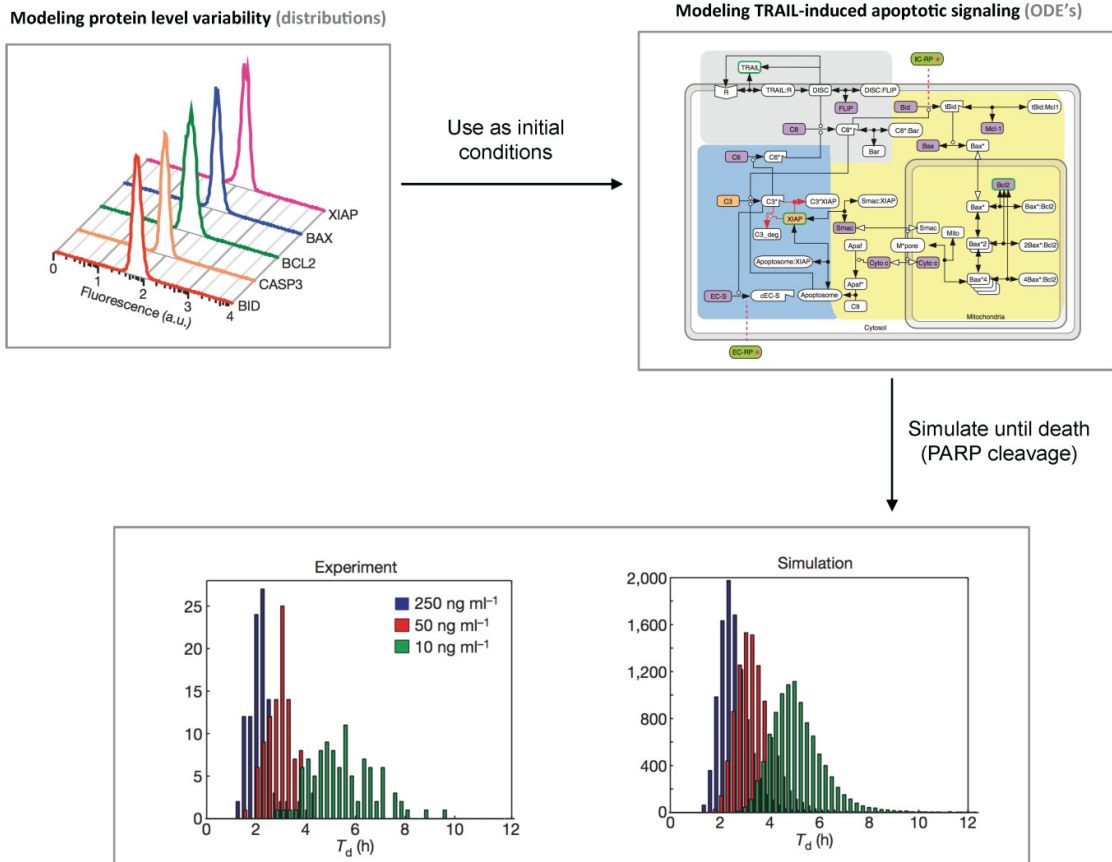 Modeling protein level variability (distributions)
XIAP
BAX
BCL2
CASP3
BID
0 1 2 3 4
Fluorescence (a.u.)
Use as initial
conditions
Modeling TRAIL-induced apoptotic signaling (ODE's)
IC-RP
TRAIL
R
TRAIL:R
DISC
DISC:FLIP
FLIP
Bid
tBid
tBid:Mcl1
Mcl-1
C8
C8*
C8*:Bar
Bar
Bax
Bax*
C6
C6*
Bcl2
C3
C3*
C3*XIAP
Smac:XIAP
Bax*
Bax*:Bcl2
XIAP
C3_deg
Smac
Smac
Mito
Apaf
M*pore
Bax*2
2Bax*:Bcl2
Apoptosome:XIAP
Cyto c
Cyto c
Apaf*
Bax*4
4Bax*:Bcl2
EC-S
cEC-S
Apoptosome
C9
Mitochondria
Cytosol
EC-RP
Simulate until death
(PARP cleavage)
Experiment
250 ng ml⁻¹
50 ng ml⁻¹
10 ng ml⁻¹
25
20
15
10
5
0
0 2 4 6 8 10 12
T_d (h)
Simulation
2,000
1,600
1,200
800
400
0
0 2 4 6 8 10 12
T_d (h)